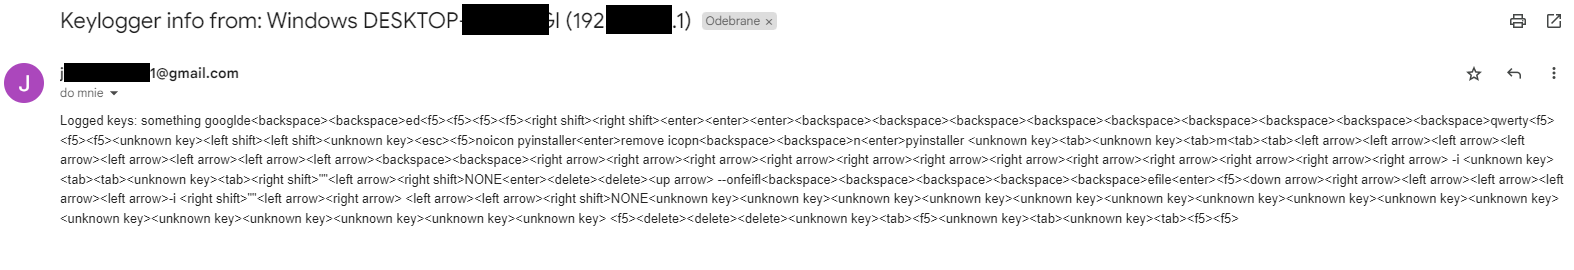 Keylogger info from: Windows DESKTOP- GI (192 .1) Odebrane ×
J
j 1@gmail.com
do mnie
Logged keys: something googlde<backspace><backspace>ed<f5><f5><f5><f5><right shift><right shift><enter><enter><enter><backspace><backspace><backspace><backspace><backspace><backspace><backspace><backspace><backspace>qwerty<f5>
<f5><f5><unknown key><left shift><left shift><unknown key><esc><f5>noicon pyinstaller<enter>remove icopn<backspace><backspace>n<enter>pyinstaller <unknown key><tab><unknown key><tab>m<tab><tab><left arrow><left arrow><left arrow><left
arrow><left arrow><left arrow><left arrow><left arrow><backspace><backspace><right arrow><right arrow><right arrow><right arrow><right arrow><right arrow><right arrow><right arrow><right arrow><right arrow><right arrow> -i <unknown key>
<tab><tab><unknown key><tab><right shift>""<left arrow><right shift>NONE<enter><delete><delete><up arrow> --onfeifl<backspace><backspace><backspace><backspace><backspace>efile<enter><f5><down arrow><right arrow><left arrow><left arrow><left
arrow><left arrow>-i <right shift>""<left arrow><right arrow> <left arrow><left arrow><right shift>NONE<unknown key><unknown key><unknown key><unknown key><unknown key><unknown key><unknown key><unknown key><unknown key><unknown key>
<unknown key><unknown key><unknown key><unknown key><unknown key><unknown key> <f5><delete><delete><delete><unknown key><tab><f5><unknown key><tab><unknown key><tab><f5><f5>